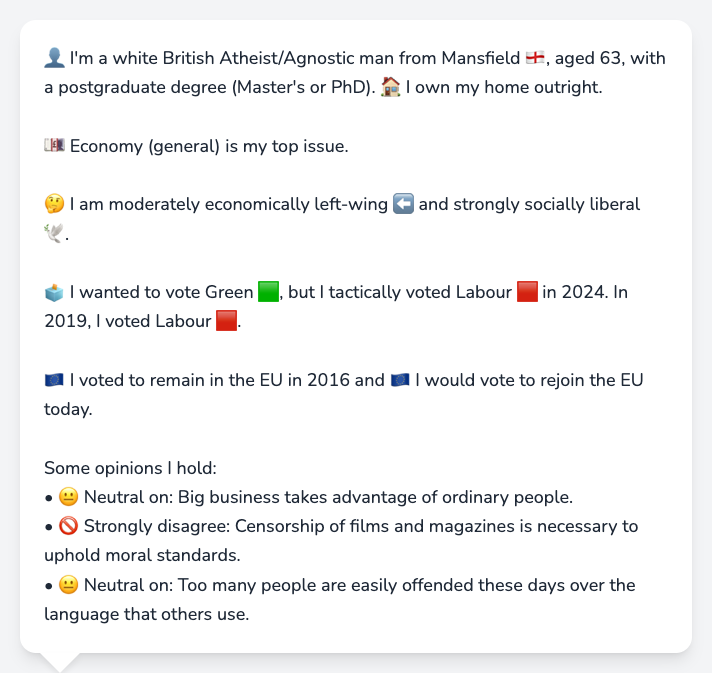 👤 I'm a white British Atheist/Agnostic man from Mansfield 🏴󠁧󠁢󠁥󠁮󠁧󠁿, aged 63, with
a postgraduate degree (Master's or PhD). 🏠 I own my home outright.
💷 Economy (general) is my top issue.
🤔 I am moderately economically left-wing ⬅️ and strongly socially liberal
🕊️.
🗳️ I wanted to vote Green 🟩, but I tactically voted Labour 🟥 in 2024. In
2019, I voted Labour 🟥.
🇪🇺 I voted to remain in the EU in 2016 and 🇪🇺 I would vote to rejoin the EU
today.
Some opinions I hold:
• 😐 Neutral on: Big business takes advantage of ordinary people.
• 🚫 Strongly disagree: Censorship of films and magazines is necessary to
uphold moral standards.
• 😐 Neutral on: Too many people are easily offended these days over the
language that others use.